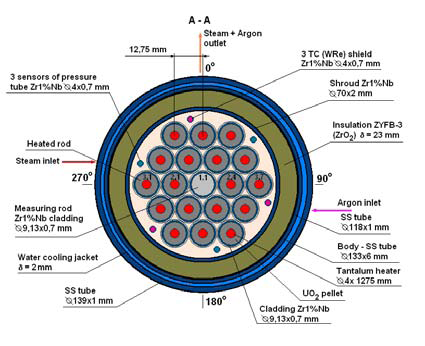 A - A
Steam + Argon
outlet
12,75 mm
0°
3 TC (WRe) shield
Zr1%Nb ∅4x0,7 mm
3 sensors of pressure
tube Zr1%Nb ∅4x0,7 mm
Shroud Zr1%Nb
∅70x2 mm
Insulation ZYFB-3
(ZrO₂) δ = 23 mm
Heated rod
Steam inlet
270°
90°
1.1
Measuring rod
Zr1%Nb cladding
∅9,13x0,7 mm
Argon inlet
SS tube
∅118x1 mm
Water cooling jacket
δ = 2mm
Body - SS tube
∅133x6 mm
SS tube
∅139x1 mm
Tantalum heater
∅4x 1275 mm
UO₂ pellet
180°
Cladding Zr1%Nb
∅9,13x0,7 mm